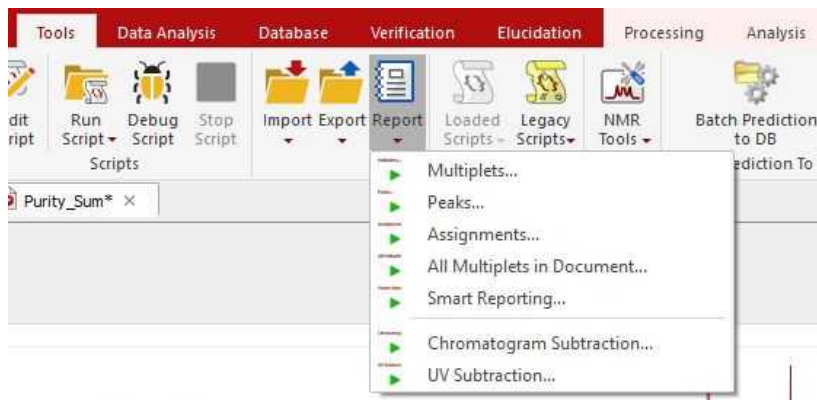 Tools Data Analysis Database Verification Elucidation Processing Analysis
dit Run Debug Stop Import Export Report Loaded Legacy NMR Batch Prediction
ript Script Script Script Scripts Scripts Tools to DB
Scripts ediction To
Purity_Sum* ×
Multiplets...
Peaks...
Assignments...
All Multiplets in Document...
Smart Reporting...
Chromatogram Subtraction...
UV Subtraction...